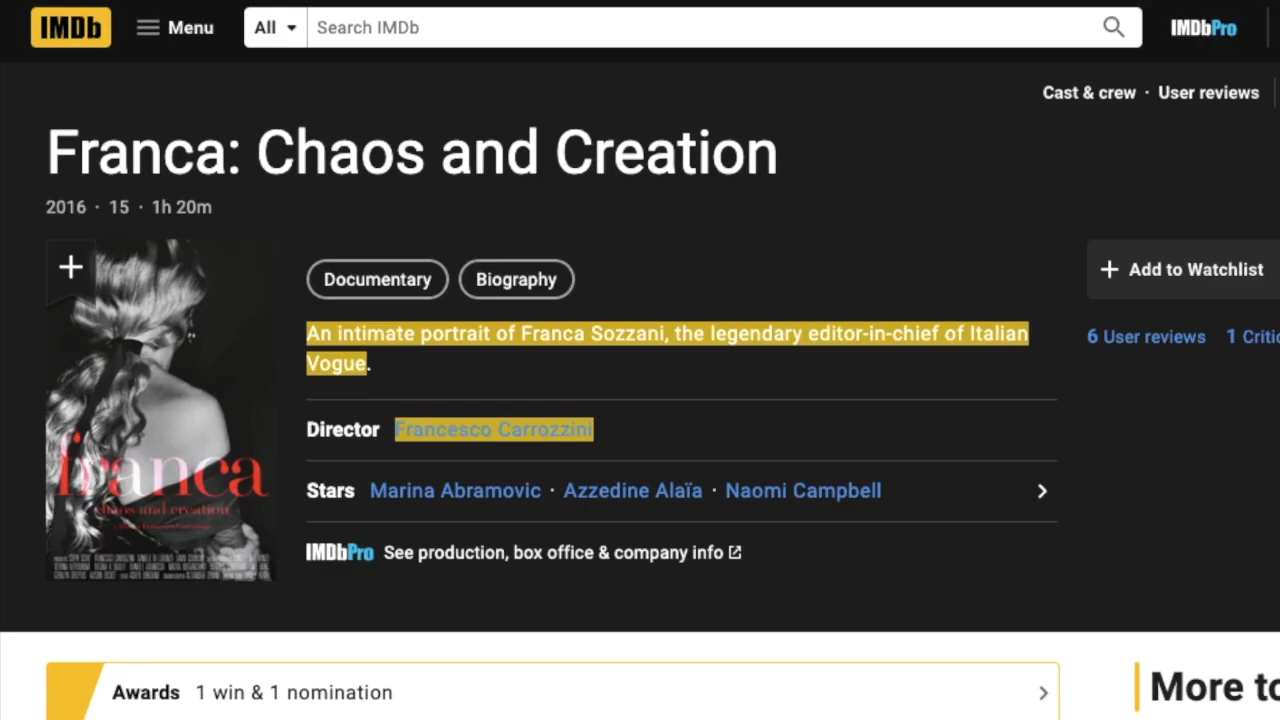 IMDb Menu All Search IMDb IMDbPro
Cast & crew · User reviews
Franca: Chaos and Creation
2016 · 15 · 1h 20m
Documentary Biography
An intimate portrait of Franca Sozzani, the legendary editor-in-chief of Italian
Vogue.
+ Add to Watchlist
6 User reviews 1 Critic
Director Francesco Carrozzini
Stars Marina Abramovic · Azzedine Alaïa · Naomi Campbell
IMDbPro See production, box office & company info
franca
chaos and creation
Awards 1 win & 1 nomination
More to